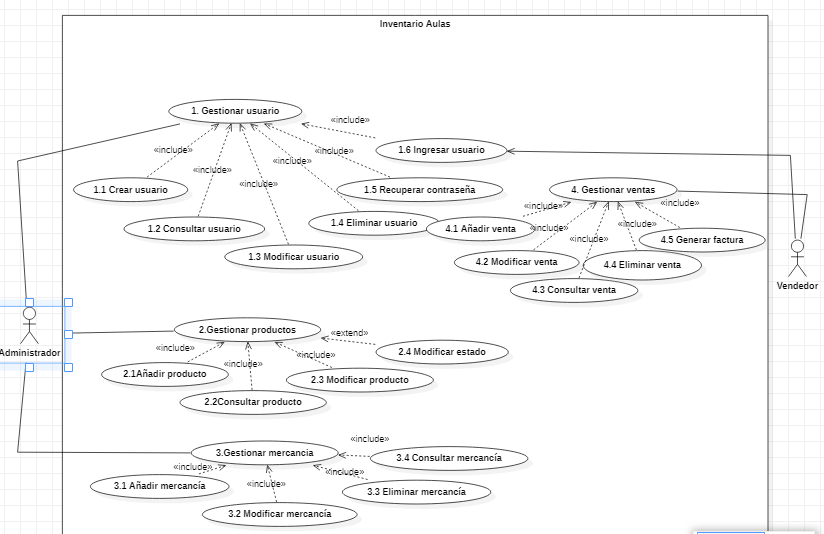 Inventario Aulas
1. Gestionar usuario
«include»
1.6 Ingresar usuario
«include»
«include»
«include»
«include»
«include»
1.1 Crear usuario
1.5 Recuperar contraseña
1.2 Consultar usuario
1.4 Eliminar usuario
1.3 Modificar usuario
4. Gestionar ventas
«include»
«include»
«include»
«include»
«include»
4.1 Añadir venta
4.5 Generar factura
4.2 Modificar venta
4.4 Eliminar venta
4.3 Consultar venta
Vendedor
Administrador
2.Gestionar productos
«extend»
2.4 Modificar estado
«include»
«include»
«include»
2.1Añadir producto
2.3 Modificar producto
2.2Consultar producto
3.Gestionar mercancia
«include»
3.4 Consultar mercancía
«include»
«include»
«include»
3.1 Añadir mercancía
3.3 Eliminar mercancía
3.2 Modificar mercancía